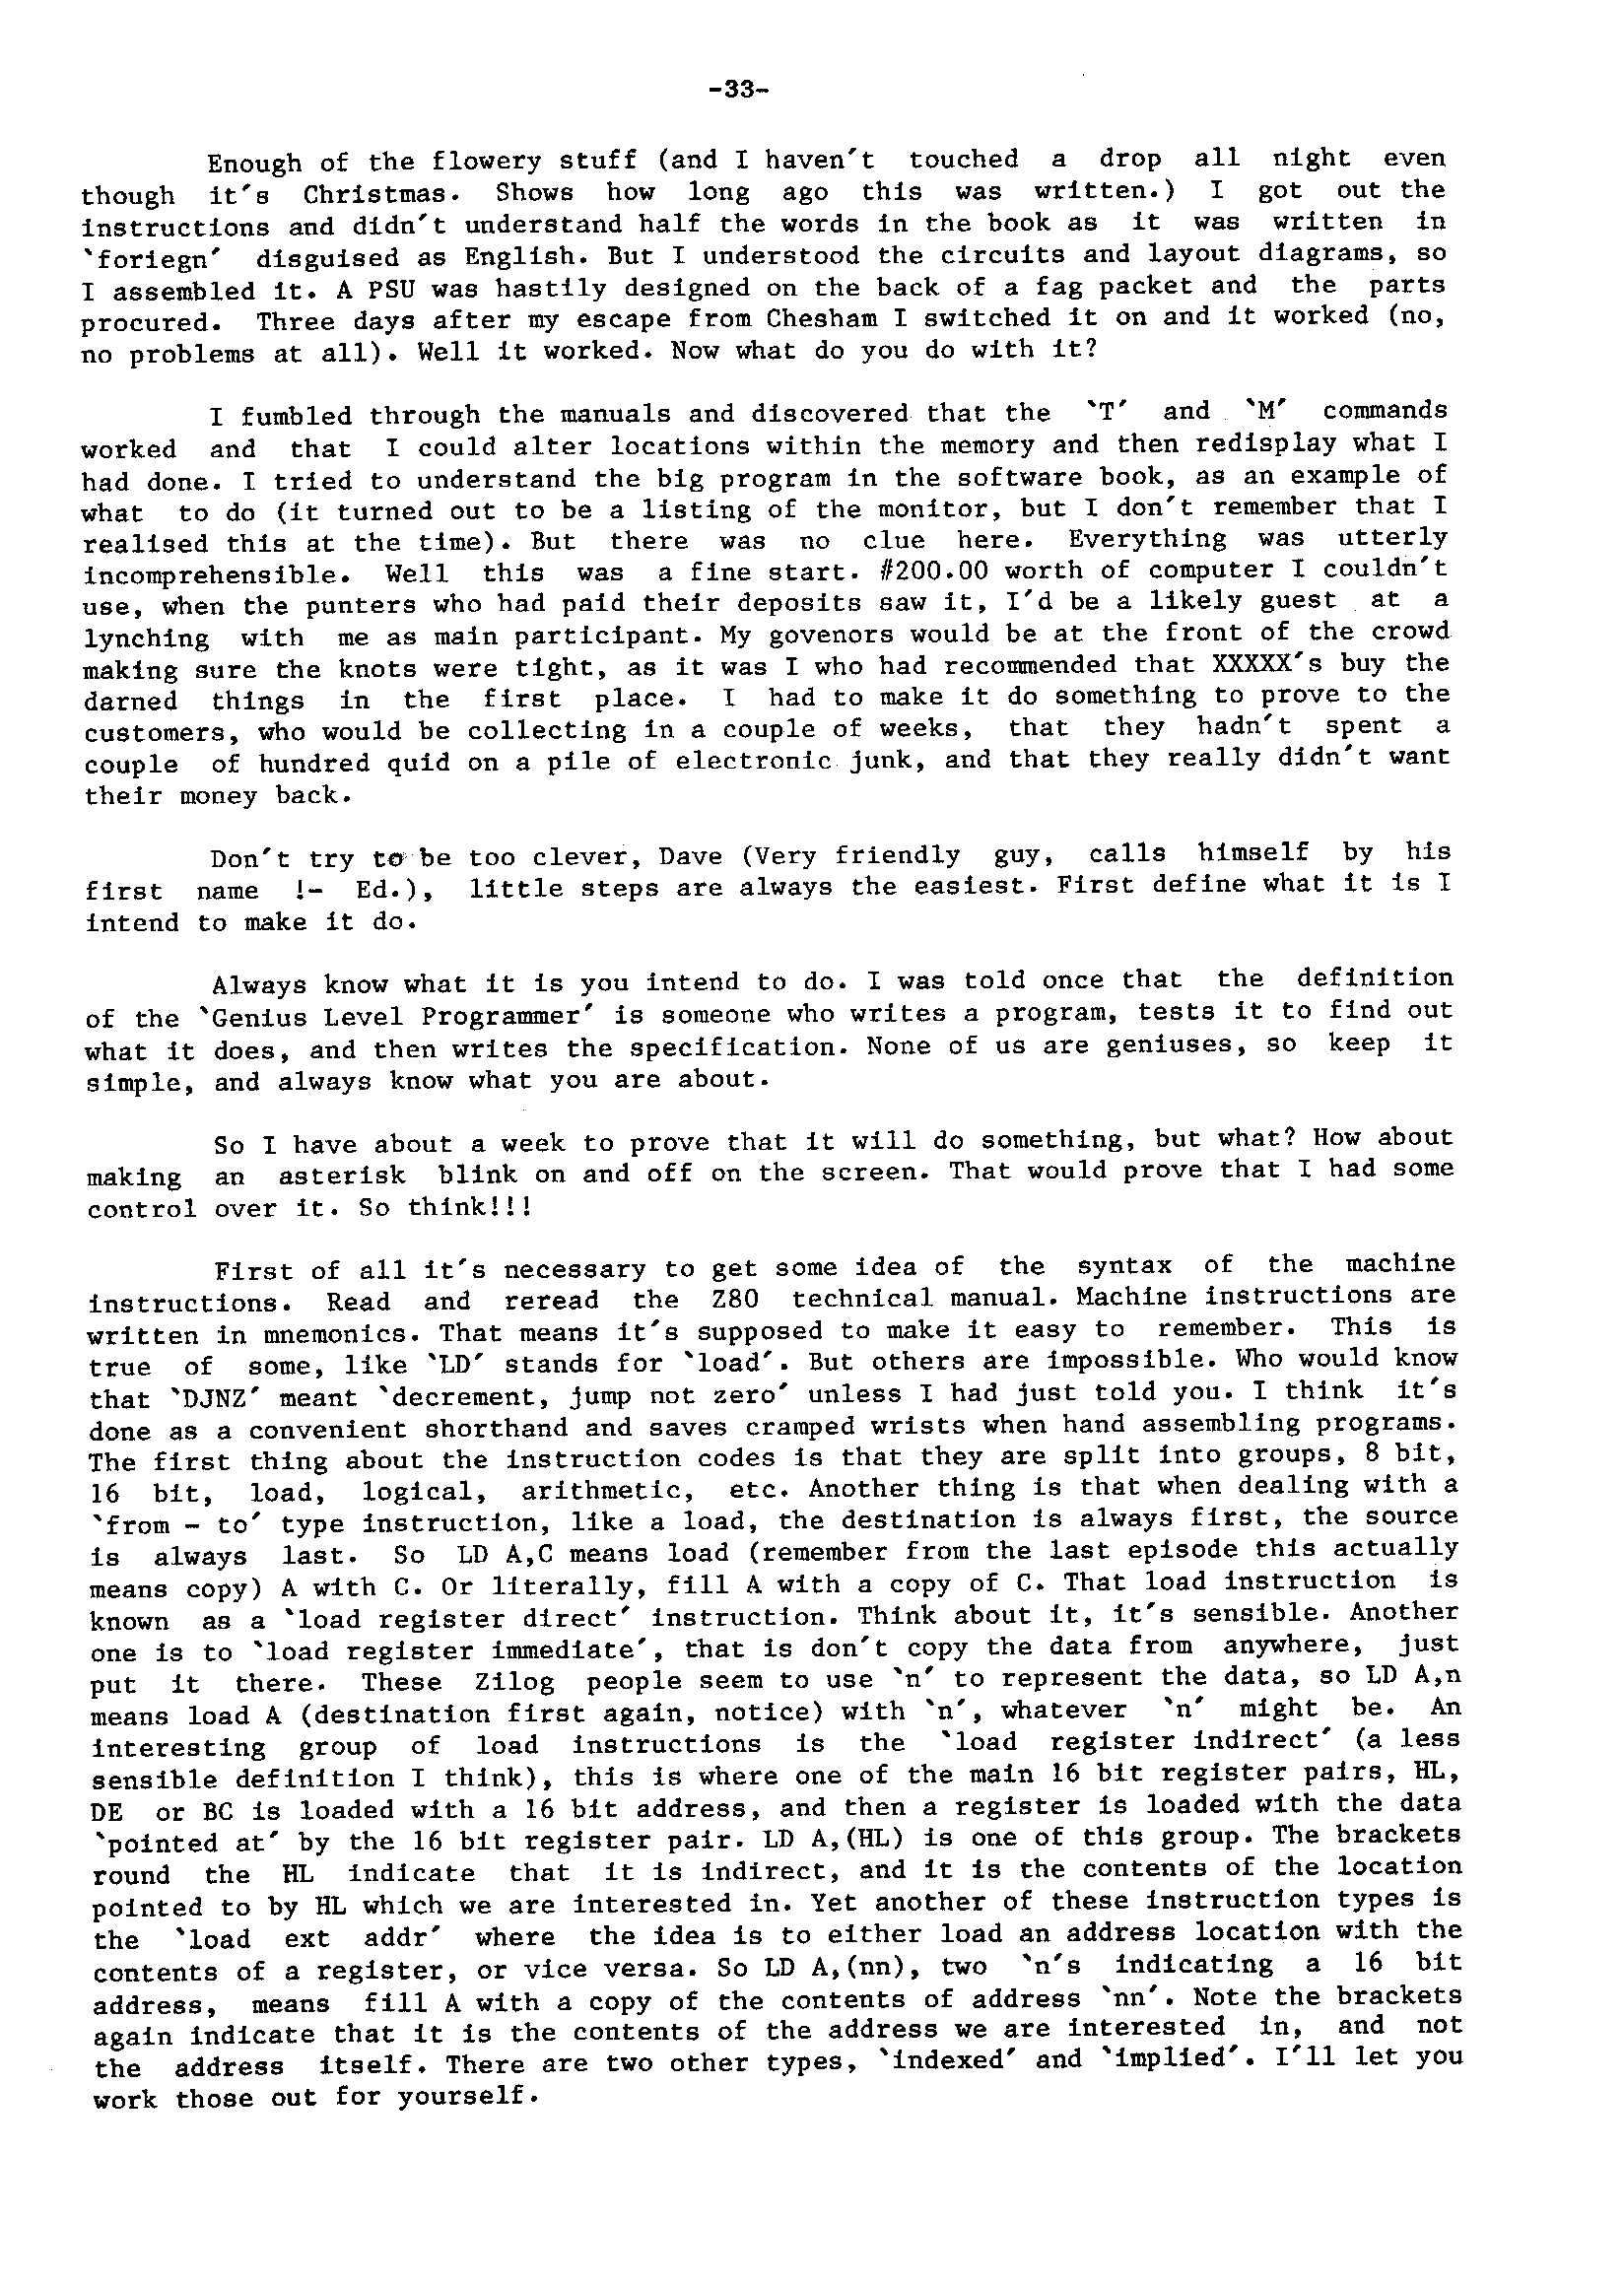 -33-
Enough of the flowery stuff (and I haven't touched a drop all night even
though it's Christmas. Shows how long ago this was written.) I got out the
instructions and didn't understand half the words in the book as it was written in
`foriegn' disguised as English. But I understood the circuits and layout diagrams, so
I assembled it. A PSU was hastily designed on the back of a fag packet and the parts
procured. Three days after my escape from Chesham I switched it on and it worked (no,
no problems at all). Well it worked. Now what do you do with it?
I fumbled through the manuals and discovered that the `T' and `M' commands
worked and that I could alter locations within the memory and then redisplay what I
had done. I tried to understand the big program in the software book, as an example of
what to do (it turned out to be a listing of the monitor, but I don't remember that I
realised this at the time). But there was no clue here. Everything was utterly
incomprehensible. Well this was a fine start. #200.00 worth of computer I couldn't
use, when the punters who had paid their deposits saw it, I'd be a likely guest at a
lynching with me as main participant. My govenors would be at the front of the crowd
making sure the knots were tight, as it was I who had recommended that XXXXX's buy the
darned things in the first place. I had to make it do something to prove to the
customers, who would be collecting in a couple of weeks, that they hadn't spent a
couple of hundred quid on a pile of electronic junk, and that they really didn't want
their money back.
Don't try to be too clever, Dave (Very friendly guy, calls himself by his
first name !- Ed.), little steps are always the easiest. First define what it is I
intend to make it do.
Always know what it is you intend to do. I was told once that the definition
of the `Genius Level Programmer' is someone who writes a program, tests it to find out
what it does, and then writes the specification. None of us are geniuses, so keep it
simple, and always know what you are about.
So I have about a week to prove that it will do something, but what? How about
making an asterisk blink on and off on the screen. That would prove that I had some
control over it. So think!!!
First of all it's necessary to get some idea of the syntax of the machine
instructions. Read and reread the Z80 technical manual. Machine instructions are
written in mnemonics. That means it's supposed to make it easy to remember. This is
true of some, like `LD' stands for `load'. But others are impossible. Who would know
that `DJNZ' meant `decrement, jump not zero' unless I had just told you. I think it's
done as a convenient shorthand and saves cramped wrists when hand assembling programs.
The first thing about the instruction codes is that they are split into groups, 8 bit,
16 bit, load, logical, arithmetic, etc. Another thing is that when dealing with a
`from - to' type instruction, like a load, the destination is always first, the source
is always last. So LD A,C means load (remember from the last episode this actually
means copy) A with C. Or literally, fill A with a copy of C. That load instruction is
known as a `load register direct' instruction. Think about it, it's sensible. Another
one is to `load register immediate', that is don't copy the data from anywhere, just
put it there. These Zilog people seem to use `n' to represent the data, so LD A,n
means load A (destination first again, notice) with `n', whatever `n' might be. An
interesting group of load instructions is the `load register indirect' (a less
sensible definition I think), this is where one of the main 16 bit register pairs, HL,
DE or BC is loaded with a 16 bit address, and then a register is loaded with the data
`pointed at' by the 16 bit register pair. LD A,(HL) is one of this group. The brackets
round the HL indicate that it is indirect, and it is the contents of the location
pointed to by HL which we are interested in. Yet another of these instruction types is
the `load ext addr' where the idea is to either load an address location with the
contents of a register, or vice versa. So LD A,(nn), two `n's indicating a 16 bit
address, means fill A with a copy of the contents of address `nn'. Note the brackets
again indicate that it is the contents of the address we are interested in, and not
the address itself. There are two other types, `indexed' and `implied'. I'll let you
work those out for yourself.